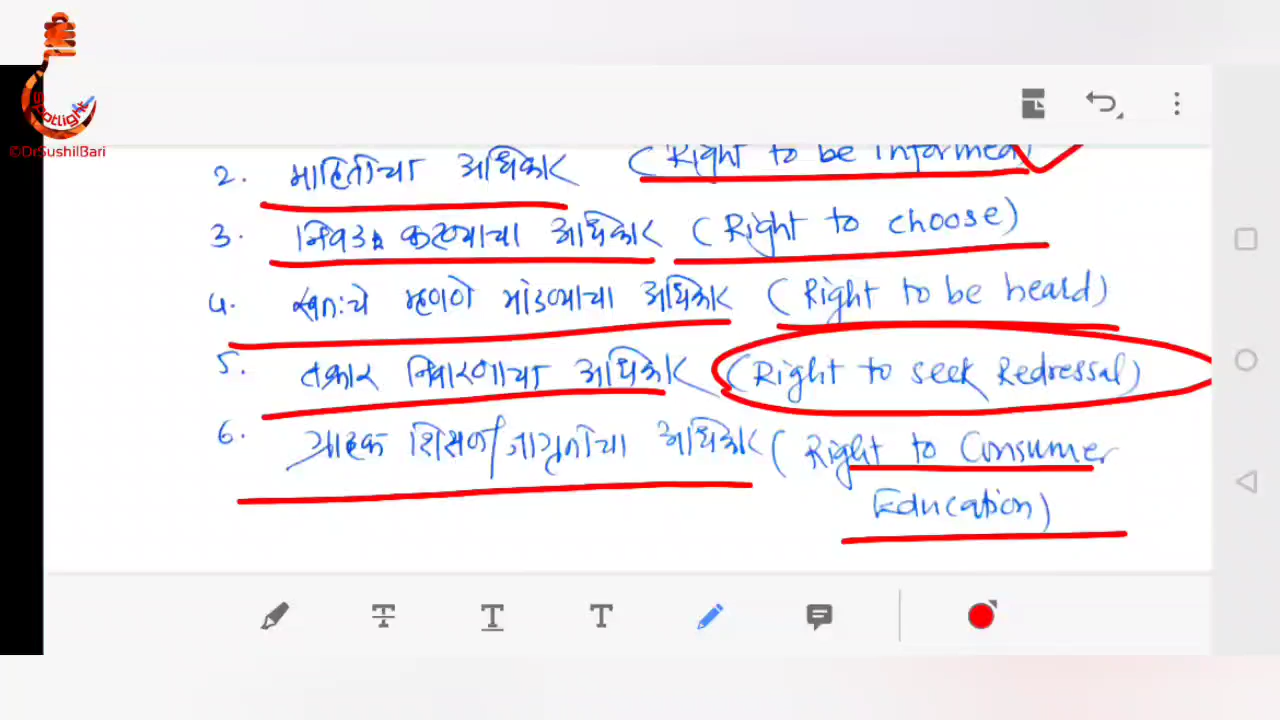 Spotlight
©DrSushilBari
2. माहितीचा अधिकार (Right to be Informed)
3. निवड करण्याचा अधिकार (Right to choose)
4. स्वतःचे म्हणणे मांडण्याचा अधिकार (Right to be heard)
5. तक्रार निवारणाचा अधिकार (Right to seek Redressal)
6. ग्राहक शिक्षण/जागृतीचा अधिकार (Right to Consumer
Education)